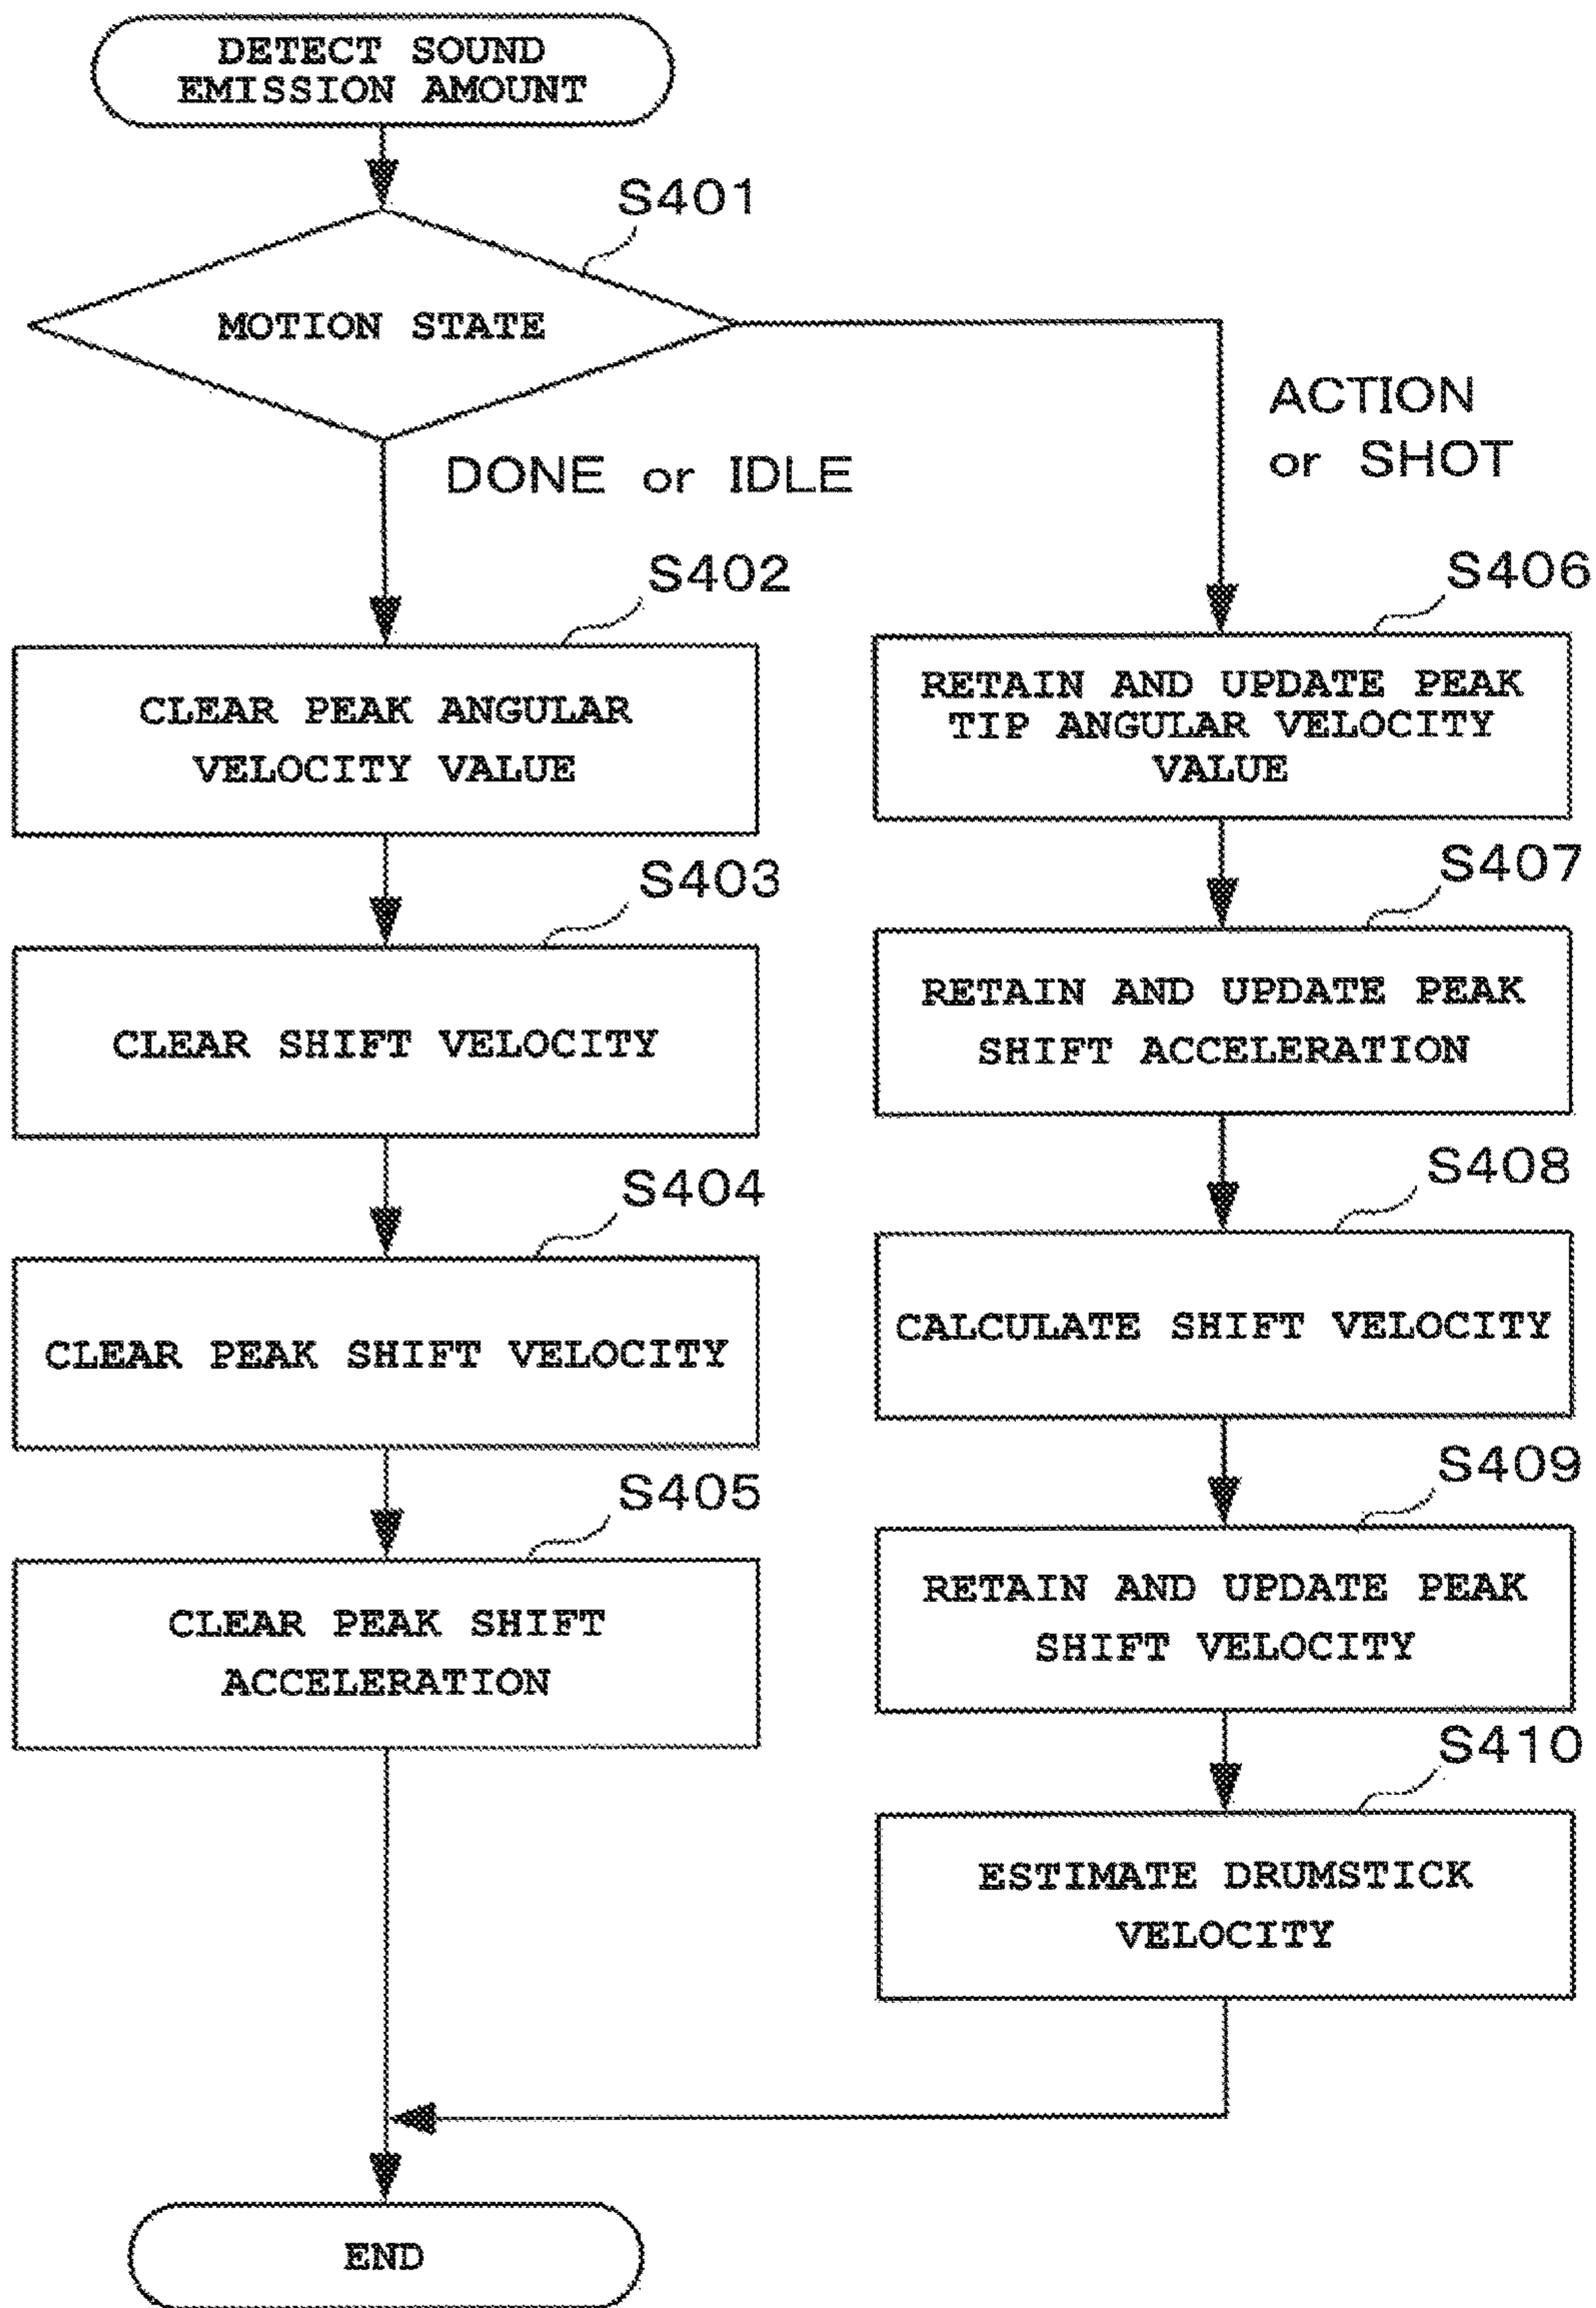 DETECT SOUND
EMISSION AMOUNT
S401
MOTION STATE
DONE or IDLE
ACTION
or SHOT
S402
CLEAR PEAK ANGULAR
VELOCITY VALUE
S403
CLEAR SHIFT VELOCITY
S404
CLEAR PEAK SHIFT VELOCITY
S405
CLEAR PEAK SHIFT
ACCELERATION
S406
RETAIN AND UPDATE PEAK
TIP ANGULAR VELOCITY
VALUE
S407
RETAIN AND UPDATE PEAK
SHIFT ACCELERATION
S408
CALCULATE SHIFT VELOCITY
S409
RETAIN AND UPDATE PEAK
SHIFT VELOCITY
S410
ESTIMATE DRUMSTICK
VELOCITY
END